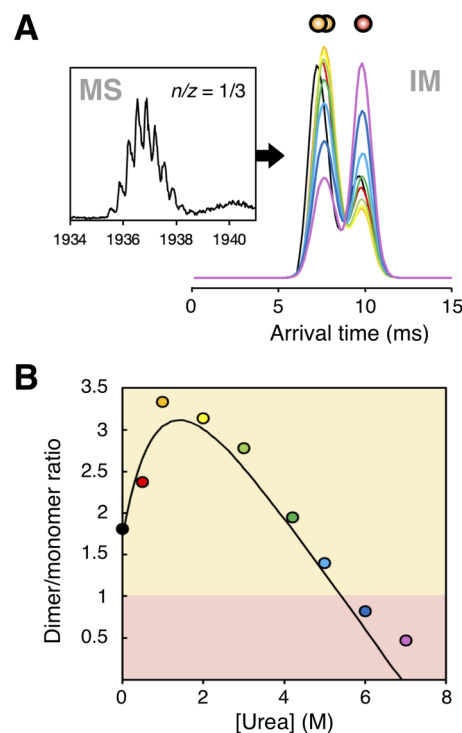 A
MS
n/z = 1/3
IM
1934 1936 1938 1940
0 5 10 15
Arrival time (ms)
B
3.5
3
2.5
2
1.5
1
0.5
Dimer/monomer ratio
0 2 4 6 8
[Urea] (M)